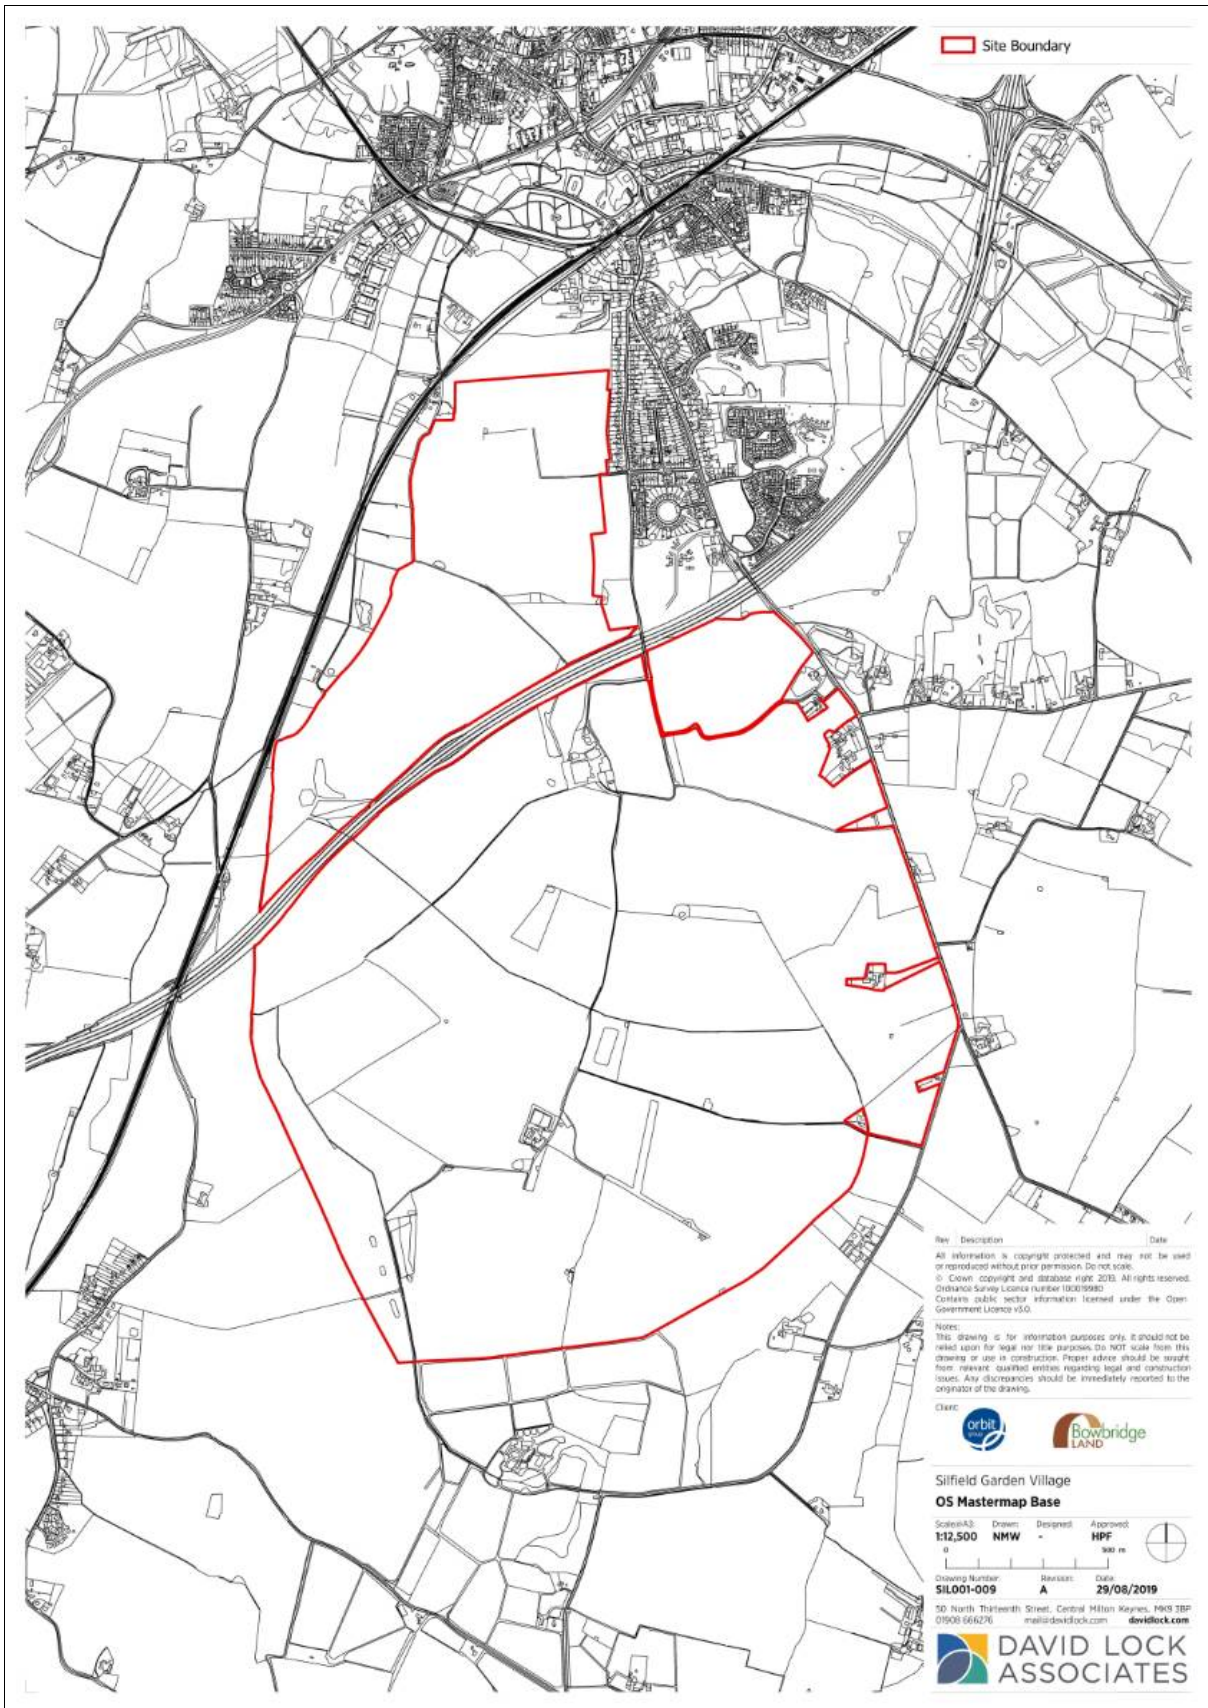 Site Boundary
Rev Description Date
All information is copyright protected and may not be used
or reproduced without prior permission. Do not scale.
© Crown copyright and database right 2019. All rights reserved.
Ordnance Survey Licence number 100019980
Contains public sector information licensed under the Open
Government Licence v3.0.
Notes:
This drawing is for information purposes only. It should not be
relied upon for legal nor title purposes. Do NOT scale from this
drawing or use in construction. Proper advice should be sought
from relevant qualified entities regarding legal and construction
issues. Any discrepancies should be immediately reported to the
originator of the drawing.
Client:
orbit
group
Bowbridge
LAND
Silfield Garden Village
OS Mastermap Base
Scale@A3: Drawn: Designed: Approved:
1:12,500 NMW - HPF
0 500 m
Drawing Number: Revision: Date:
SIL001-009 A 29/08/2019
50 North Thirteenth Street, Central Milton Keynes, MK9 3BP
01908 666276 mail@davidlock.com davidlock.com
DAVID LOCK
ASSOCIATES